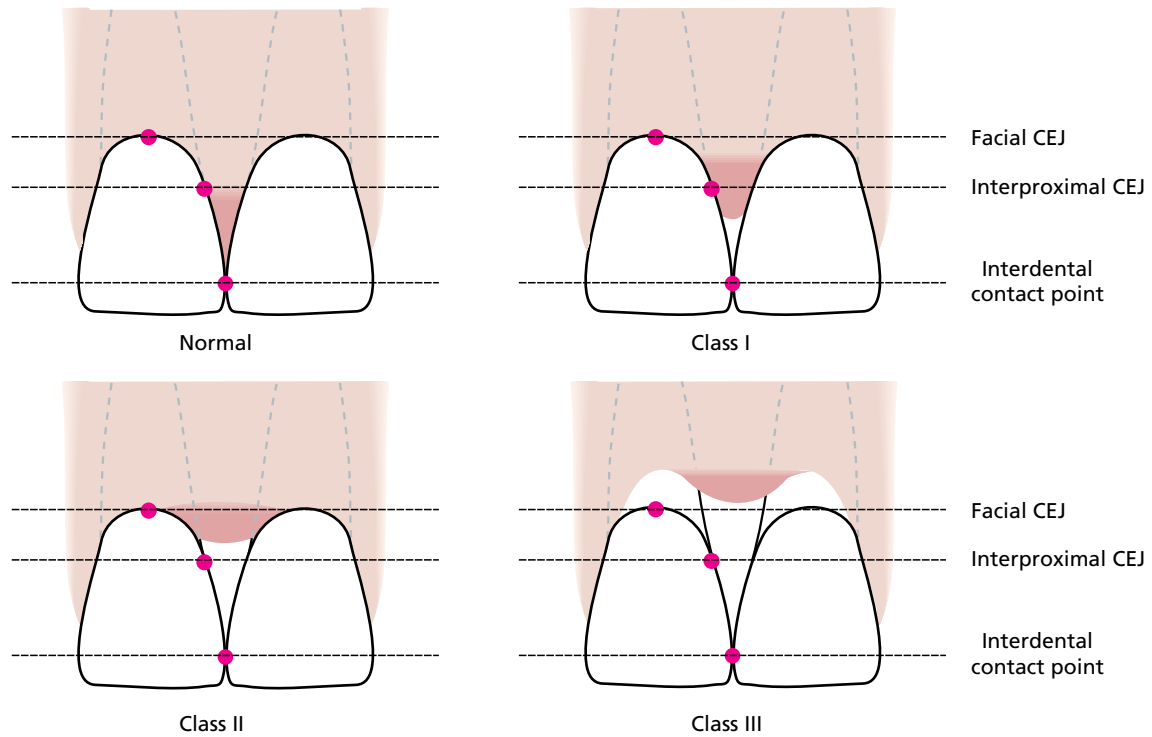 Facial CEJ
Interproximal CEJ
Interdental
contact point
Normal
Class I
Facial CEJ
Interproximal CEJ
Interdental
contact point
Class II
Class III